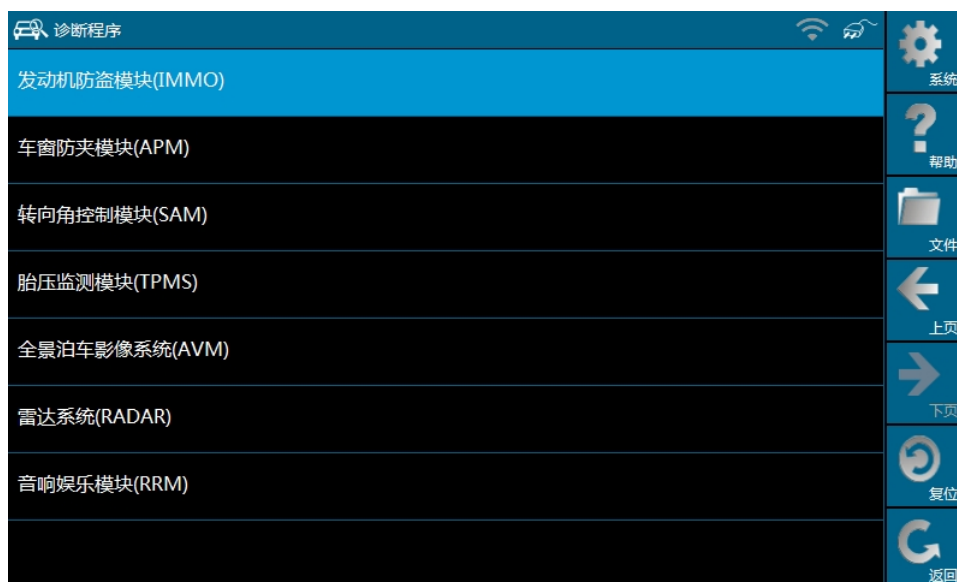 诊断程序
发动机防盗模块(IMMO)
车窗防夹模块(APM)
转向角控制模块(SAM)
胎压监测模块(TPMS)
全景泊车影像系统(AVM)
雷达系统(RADAR)
音响娱乐模块(RRM)
系统
帮助
文件
上页
下页
复位
返回